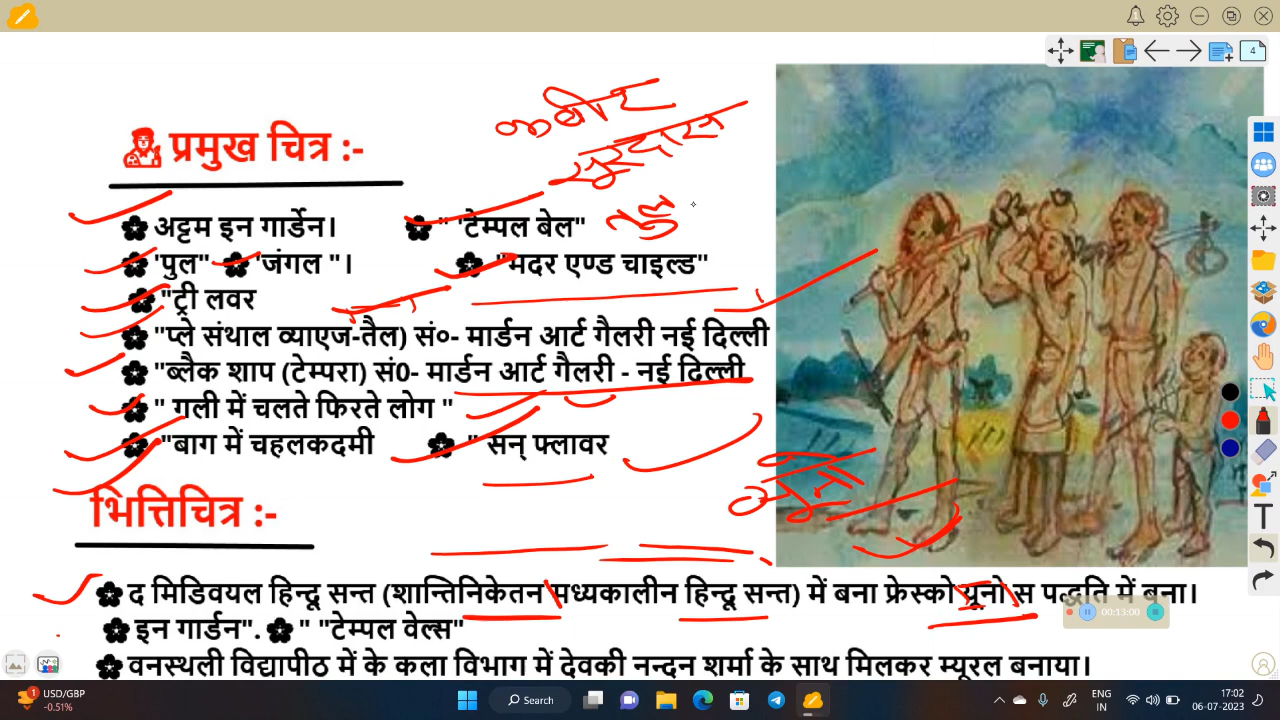 4
कबीर
सूरदास
प्रमुख चित्र :-
अट्टम इन गार्डेन। " 'टेम्पल बेल"
'पुल" 'जंगल "। "मदर एण्ड चाइल्ड"
"ट्री लवर
"प्ले संथाल व्याएज-तैल) सं०- मार्डन आर्ट गैलरी नई दिल्ली
"ब्लैक शाप (टेम्परा) सं0- मार्डन आर्ट गैलरी - नई दिल्ली
" गली में चलते फिरते लोग "
"बाग में चहलकदमी " सन् फ्लावर
भित्तिचित्र :-
द मिडिवयल हिन्दू सन्त (शान्तिनिकेतन मध्यकालीन हिन्दू सन्त) में बना फ्रेस्को यूनो स पद्धति में बना।
00:13:00
इन गार्डन". " "टेम्पल वेल्स"
वनस्थली विद्यापीठ में के कला विभाग में देवकी नन्दन शर्मा के साथ मिलकर म्यूरल बनाया।
1
USD/GBP
-0.51%
Search
ENG
IN
17:02
06-07-2023